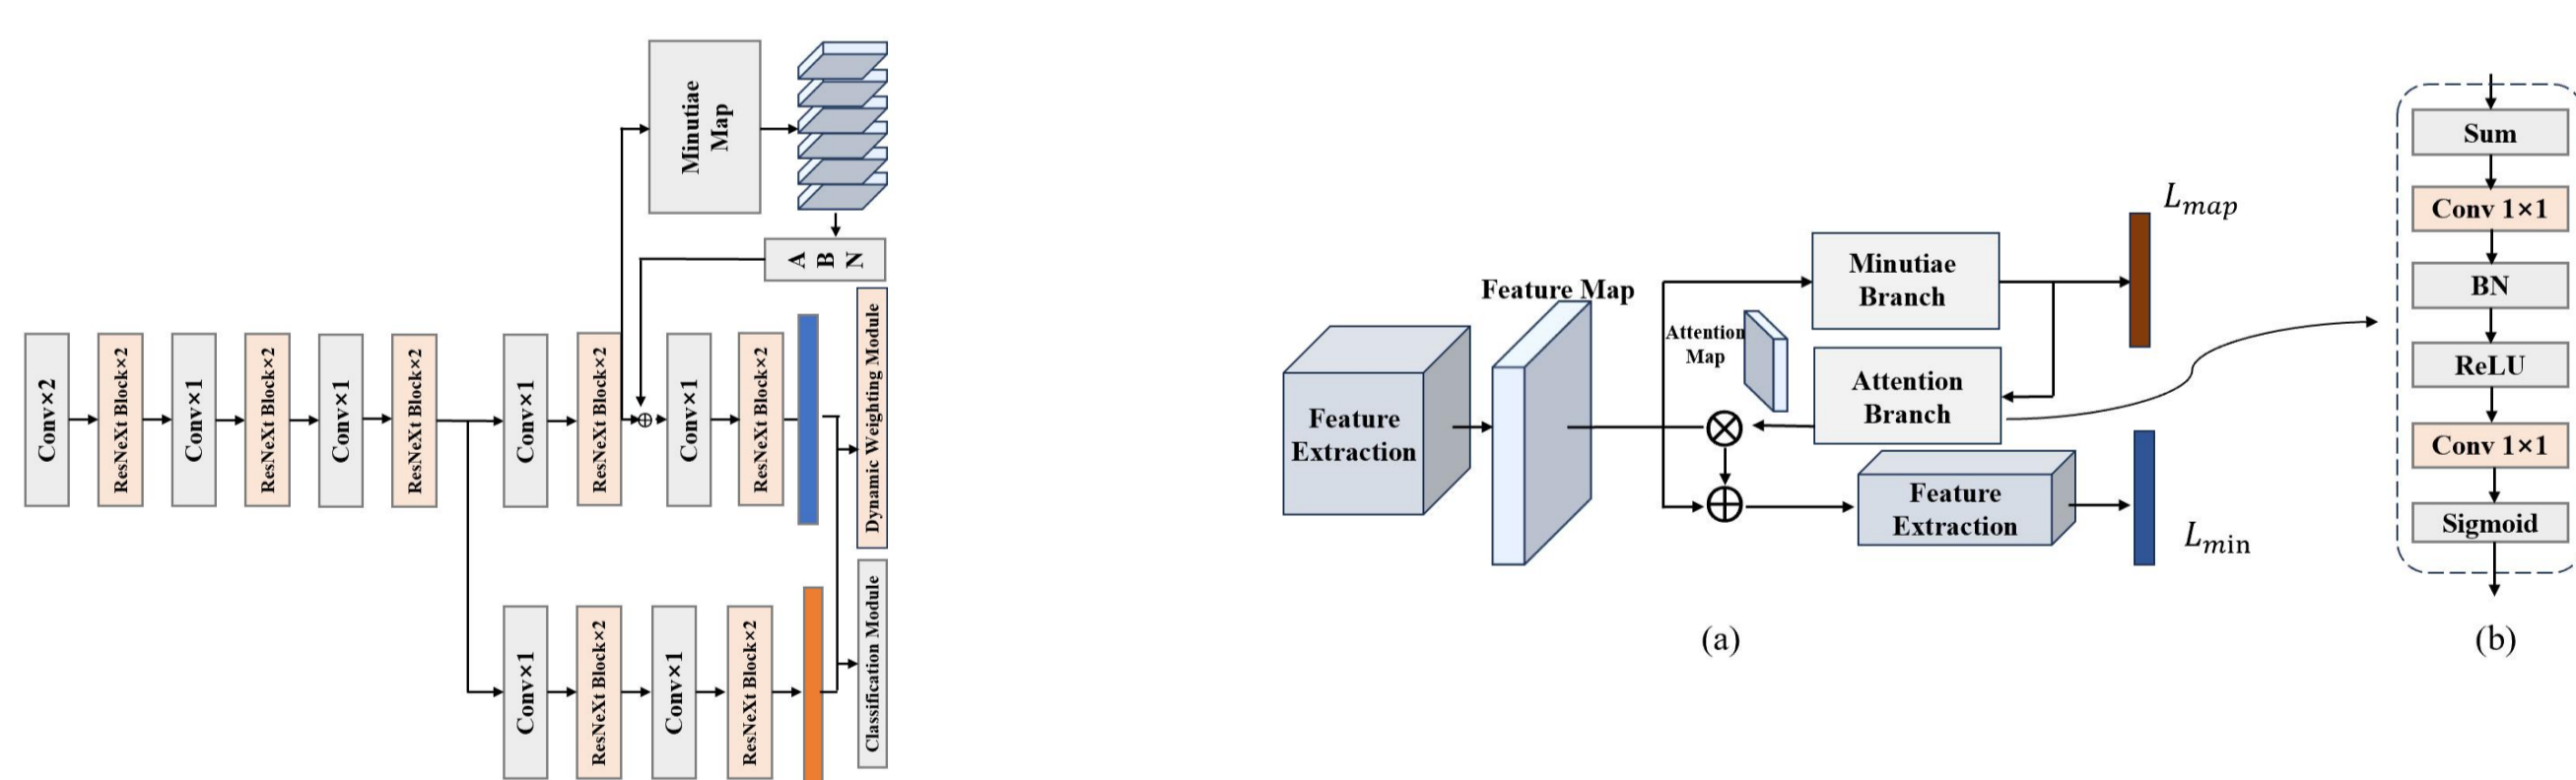 Minutiae
Map
A
B
N
Conv×2
ResNeXt Block×2
Conv×1
ResNeXt Block×2
Conv×1
ResNeXt Block×2
Conv×1
ResNeXt Block×2
⊕
Conv×1
ResNeXt Block×2
Dynamic Weighting Module
Conv×1
ResNeXt Block×2
Conv×1
ResNeXt Block×2
Classification Module
Feature
Extraction
Feature Map
Attention
Map
Minutiae
Branch
Attention
Branch
⊗
⊕
Feature
Extraction
L_map
L_min
(a)
Sum
Conv 1×1
BN
ReLU
Conv 1×1
Sigmoid
(b)